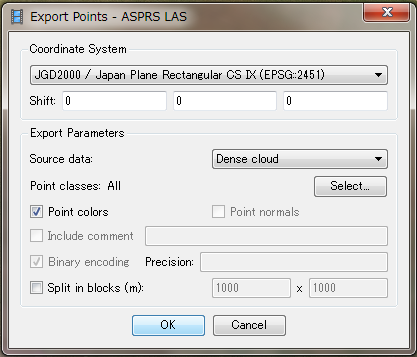 Export Points - ASPRS LAS
Coordinate System
JGD2000 / Japan Plane Rectangular CS IX (EPSG::2451)
Shift: 0 0 0
Export Parameters
Source data: Dense cloud
Point classes: All Select...
Point colors Point normals
Include comment
Binary encoding Precision:
Split in blocks (m): 1000 x 1000
OK Cancel